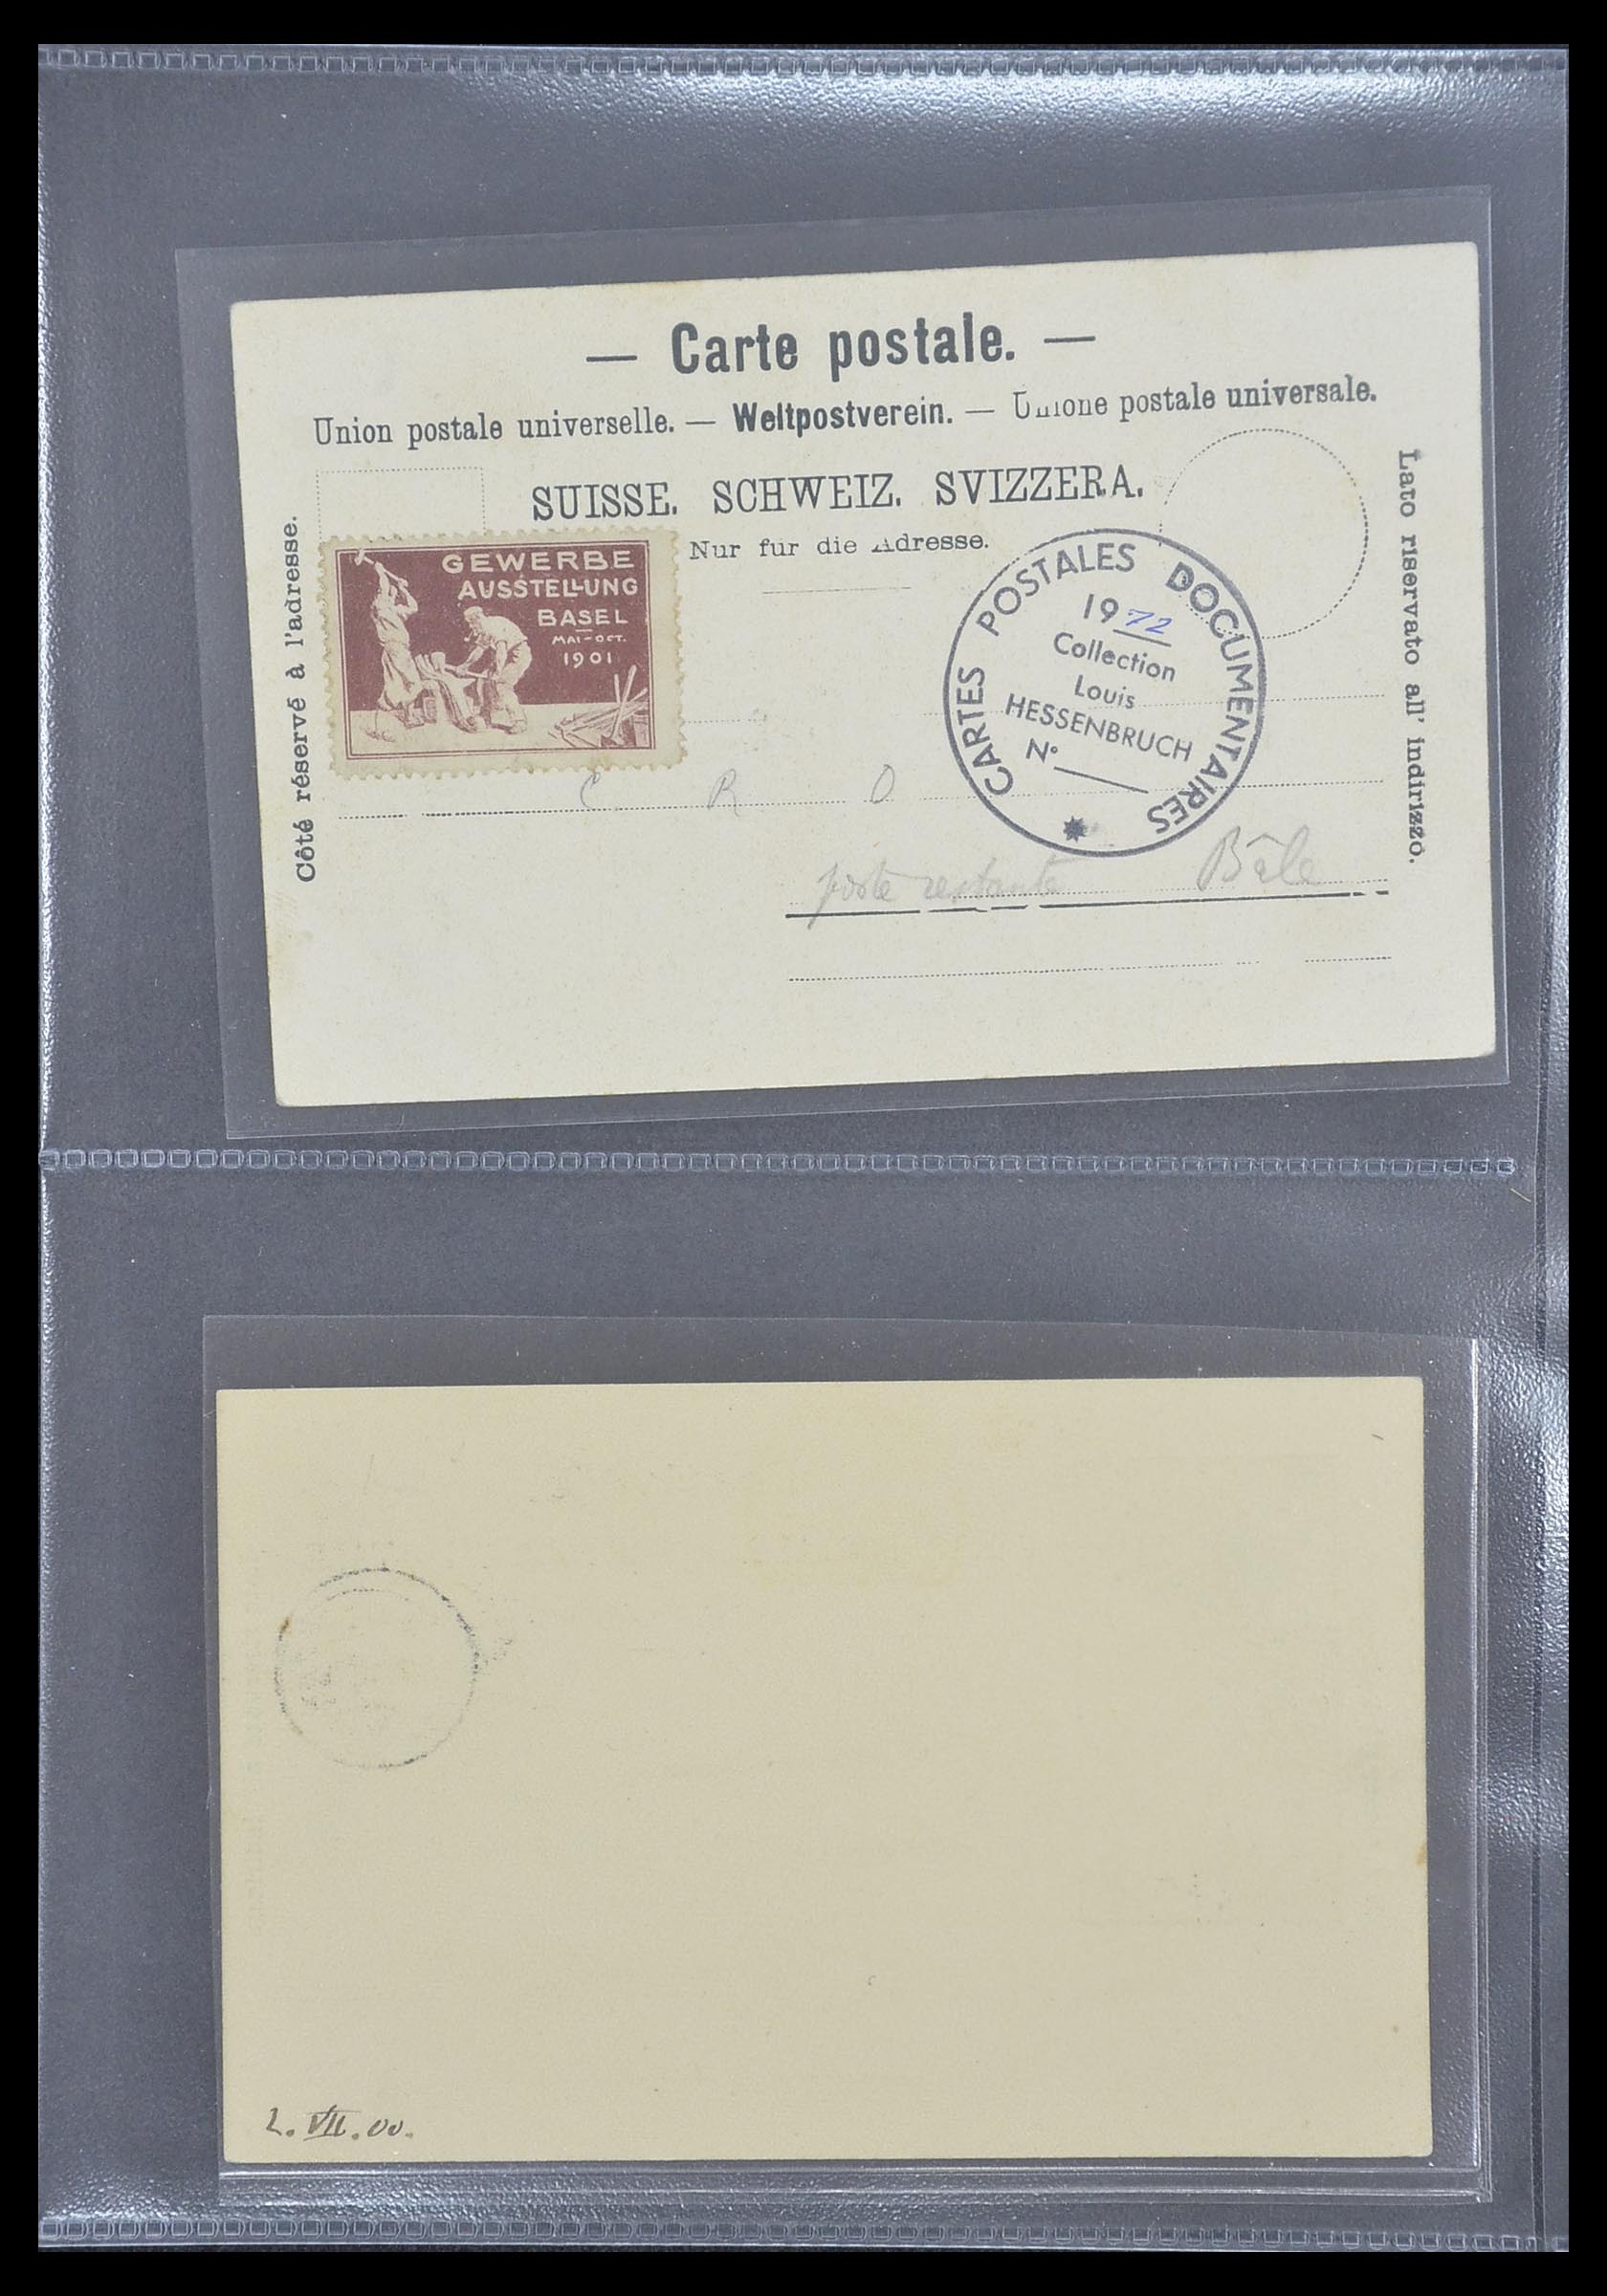 — Carte postale. —
Union postale universelle. — Weltpostverein. — Unione postale universale.
SUISSE. SCHWEIZ. SVIZZERA.
Nur für die Adresse.
Côté réservé à l'adresse.
Lato riservato all' indirizzo.
GEWERBE
AUSSTELLUNG
BASEL
MAI-OCT.
1901
CARTES POSTALES DOCUMENTAIRES
1972
Collection
Louis
HESSENBRUCH
N°
C R O
poste restante Bâle
2. VII. 00.